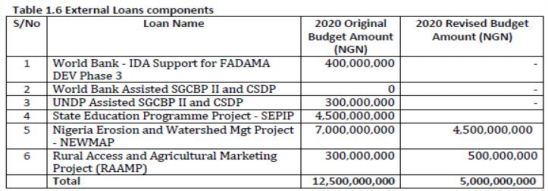 Table 1.6 External Loans components
S/No Loan Name 2020 Original Budget Amount (NGN) 2020 Revised Budget Amount (NGN)
1 World Bank - IDA Support for FADAMA DEV Phase 3 400,000,000 -
2 World Bank Assisted SGCBP II and CSDP 0 -
3 UNDP Assisted SGCBP II and CSDP 300,000,000 -
4 State Education Programme Project - SEPIP 4,500,000,000
5 Nigeria Erosion and Watershed Mgt Project - NEWMAP 7,000,000,000 4,500,000,000
6 Rural Access and Agricultural Marketing Project (RAAMP) 300,000,000 500,000,000
Total 12,500,000,000 5,000,000,000